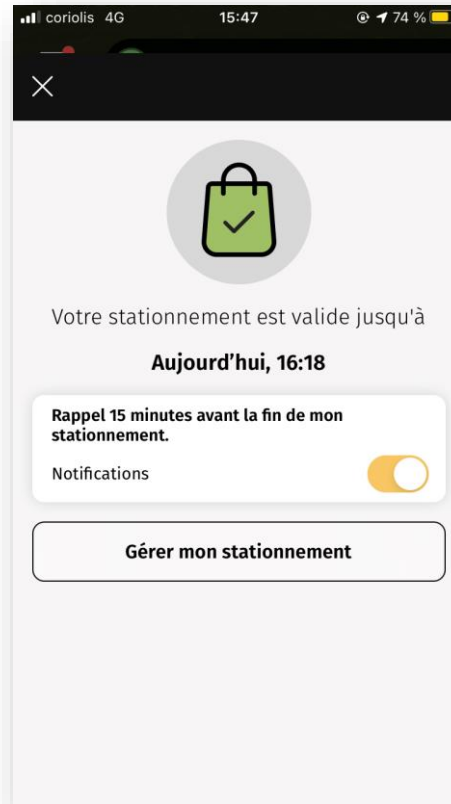 coriolis 4G 15:47 74 %
Votre stationnement est valide jusqu'à
Aujourd’hui, 16:18
Rappel 15 minutes avant la fin de mon
stationnement.
Notifications
Gérer mon stationnement